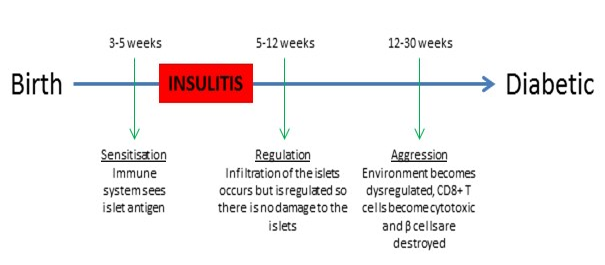 3-5 weeks
5-12 weeks
12-30 weeks
Birth
INSULITIS
Diabetic
Sensitisation
Immune
system sees
islet antigen
Regulation
Infiltration of the islets
occurs but is regulated so
there is no damage to the
islets
Aggression
Environment becomes
dysregulated, CD8+ T
cells become cytotoxic
and β cells are
destroyed